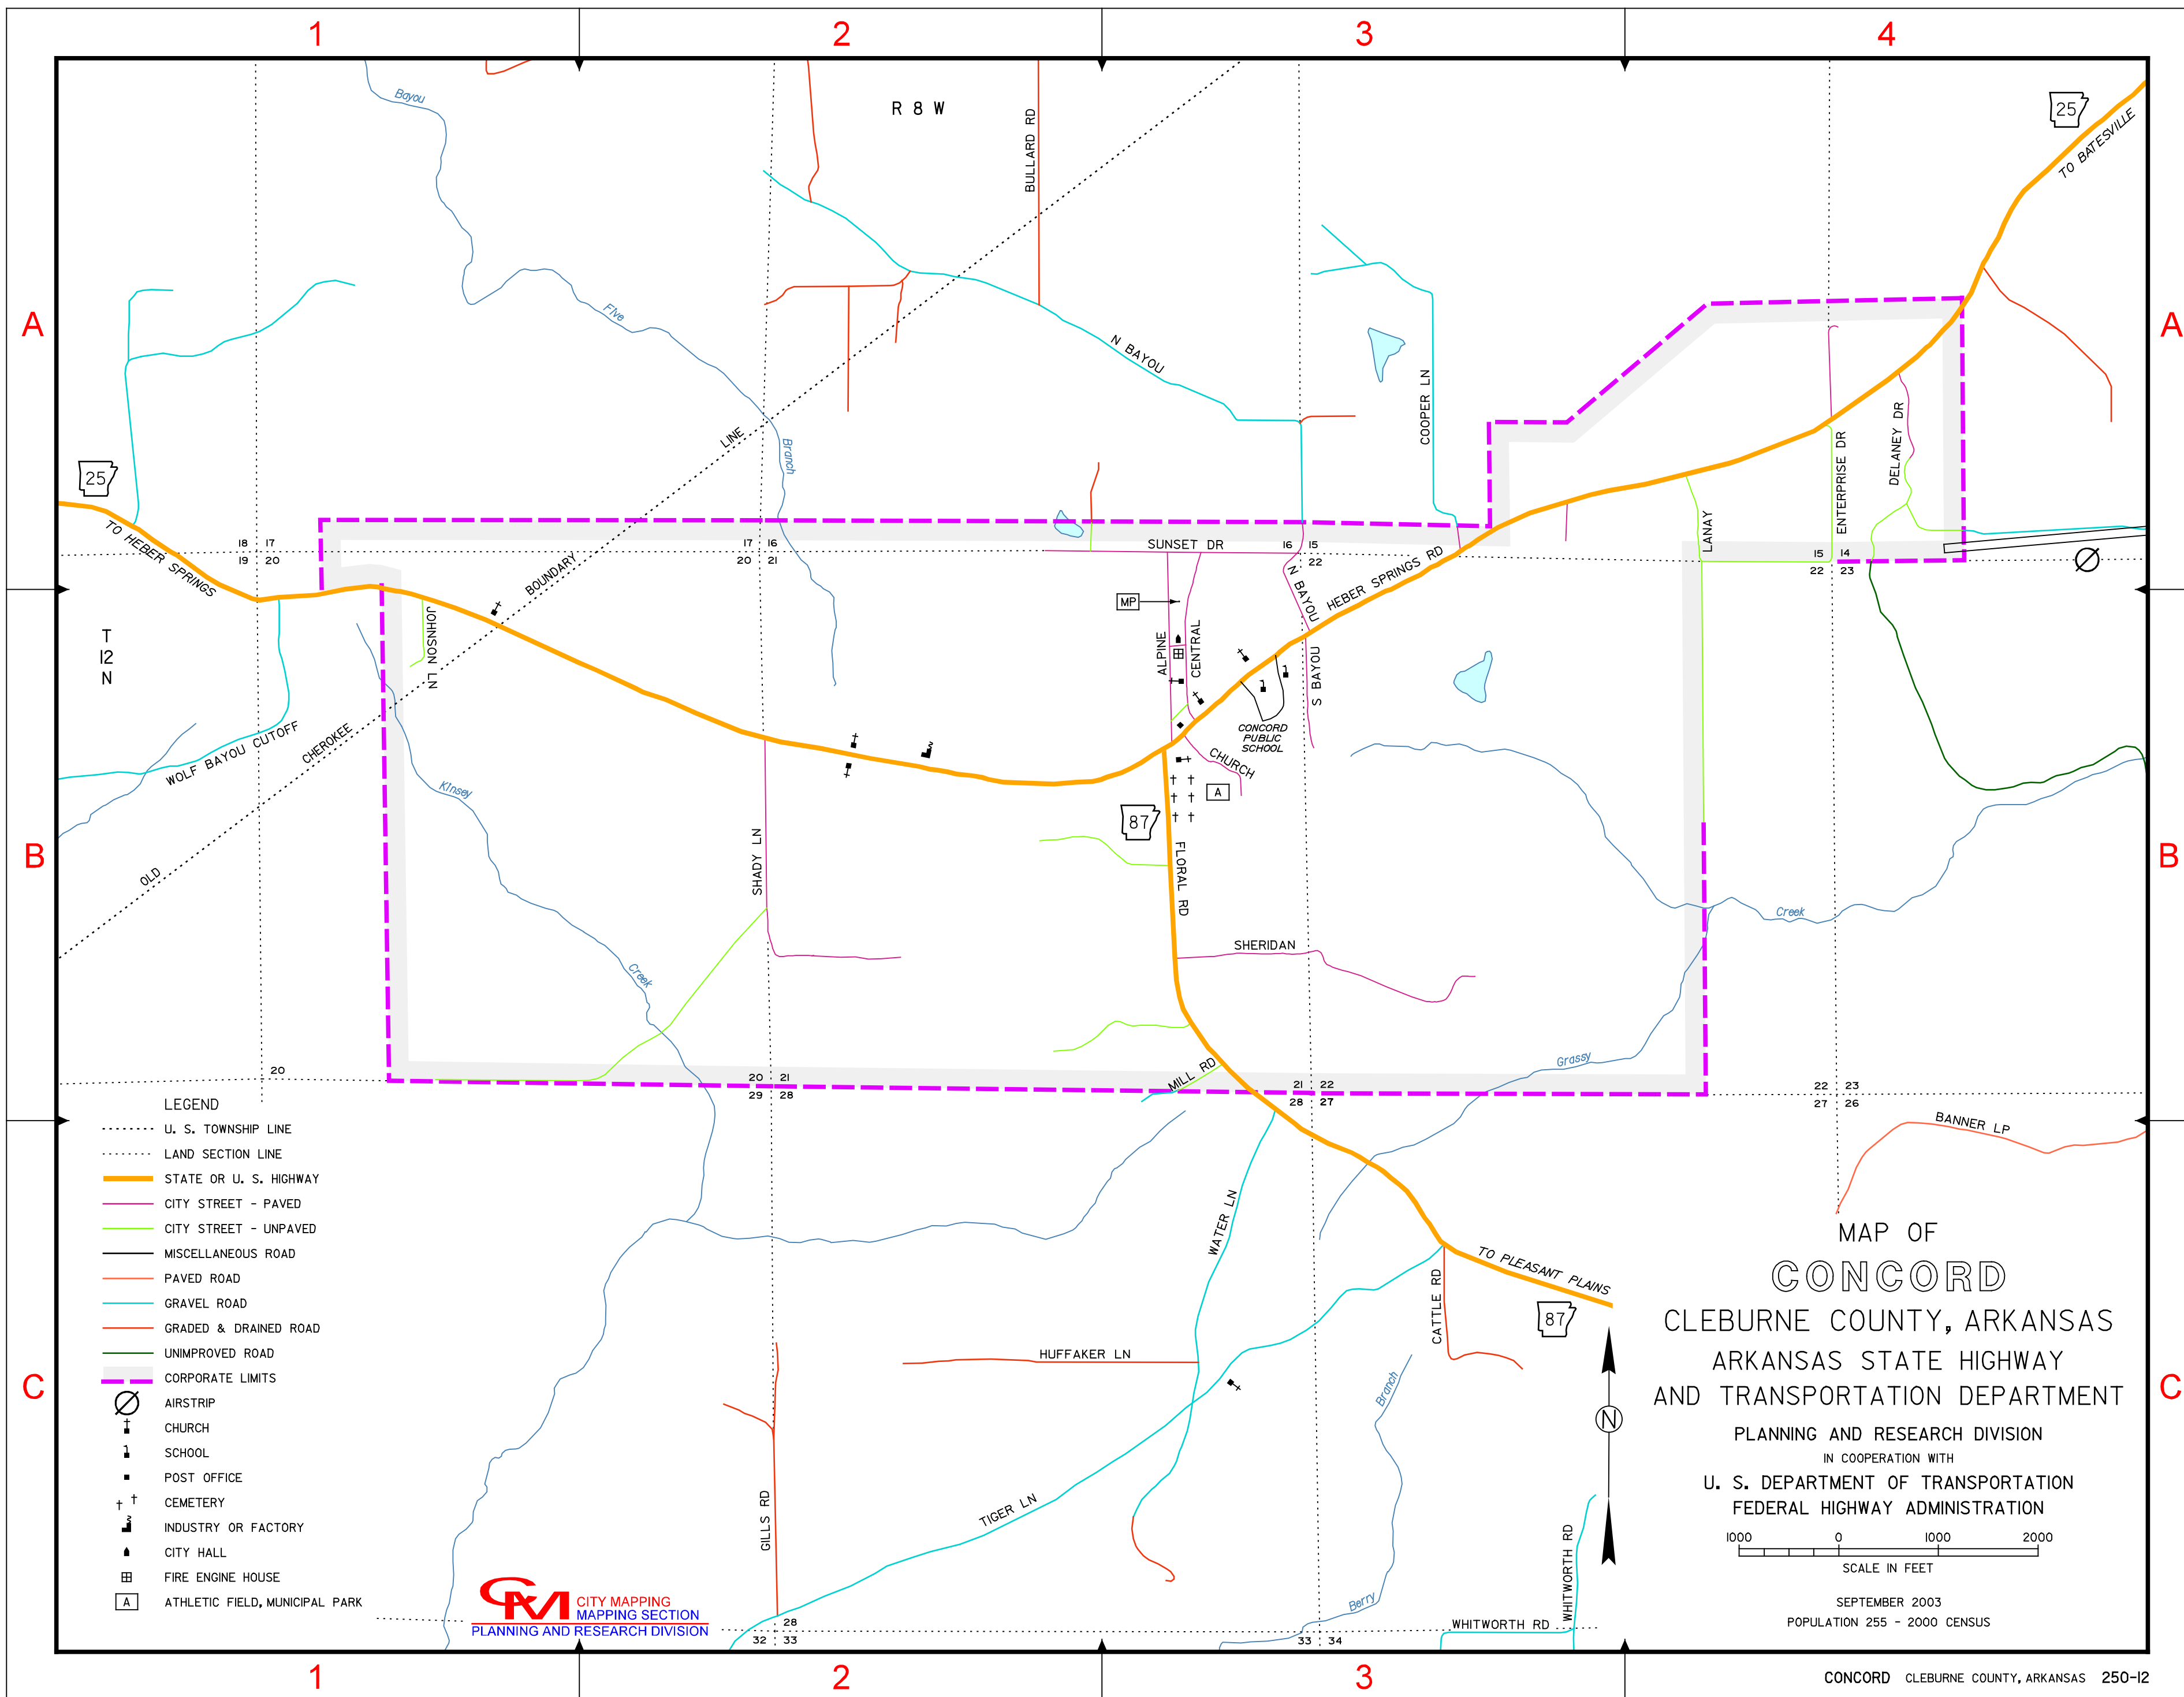 1
2
3
4
A
A
B
B
C
C
1
2
3
R 8 W
BULLARD RD
25
TO BATESVILLE
Bayou
Five
Branch
N BAYOU
COOPER LN
LINE
BOUNDARY
CHEROKEE
OLD
25
TO HEBER SPRINGS
18 17
19 20
17 16
20 21
SUNSET DR
16 15
22
N BAYOU
HEBER SPRINGS RD
LANAY
ENTERPRISE DR
DELANEY DR
15 14
22 23
T
12
N
JOHNSON LN
MP
ALPINE
CENTRAL
S BAYOU
CONCORD
PUBLIC
SCHOOL
CHURCH
A
87
FLORAL RD
WOLF BAYOU CUTOFF
Kinsey
Creek
SHADY LN
SHERIDAN
Creek
Grassy
MILL RD
20
20 21
29 28
21 22
28 27
22 23
27 26
BANNER LP
WATER LN
TO PLEASANT PLAINS
87
CATTLE RD
HUFFAKER LN
TIGER LN
GILLS RD
Branch
Berry
WHITWORTH RD
WHITWORTH RD
28
32 33
33 34
LEGEND
U. S. TOWNSHIP LINE
LAND SECTION LINE
STATE OR U. S. HIGHWAY
CITY STREET - PAVED
CITY STREET - UNPAVED
MISCELLANEOUS ROAD
PAVED ROAD
GRAVEL ROAD
GRADED & DRAINED ROAD
UNIMPROVED ROAD
CORPORATE LIMITS
AIRSTRIP
CHURCH
SCHOOL
POST OFFICE
CEMETERY
INDUSTRY OR FACTORY
CITY HALL
FIRE ENGINE HOUSE
A ATHLETIC FIELD, MUNICIPAL PARK
CM CITY MAPPING
MAPPING SECTION
PLANNING AND RESEARCH DIVISION
N
MAP OF
CONCORD
CLEBURNE COUNTY, ARKANSAS
ARKANSAS STATE HIGHWAY
AND TRANSPORTATION DEPARTMENT
PLANNING AND RESEARCH DIVISION
IN COOPERATION WITH
U. S. DEPARTMENT OF TRANSPORTATION
FEDERAL HIGHWAY ADMINISTRATION
1000 0 1000 2000
SCALE IN FEET
SEPTEMBER 2003
POPULATION 255 - 2000 CENSUS
CONCORD CLEBURNE COUNTY, ARKANSAS 250-12